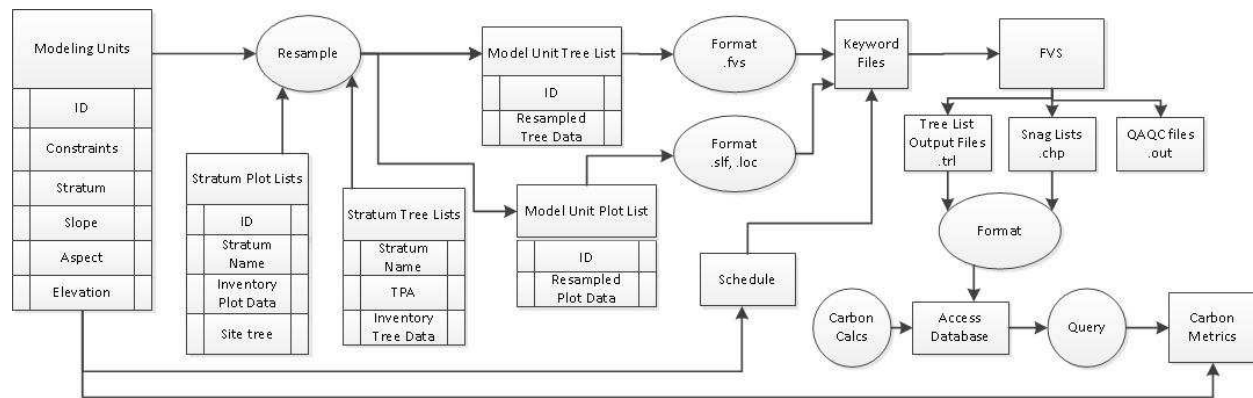 Modeling Units
ID
Constraints
Stratum
Slope
Aspect
Elevation
Resample
Stratum Plot Lists
ID
Stratum
Name
Inventory
Plot Data
Site tree
Stratum Tree Lists
Stratum
Name
TPA
Inventory
Tree Data
Model Unit Tree List
ID
Resampled
Tree Data
Model Unit Plot List
ID
Resampled
Plot Data
Format
.fvs
Format
.slf, .loc
Schedule
Keyword
Files
FVS
Tree List
Output Files
.trl
Snag Lists
.chp
QAQC files
.out
Format
Carbon
Calcs
Access
Database
Query
Carbon
Metrics